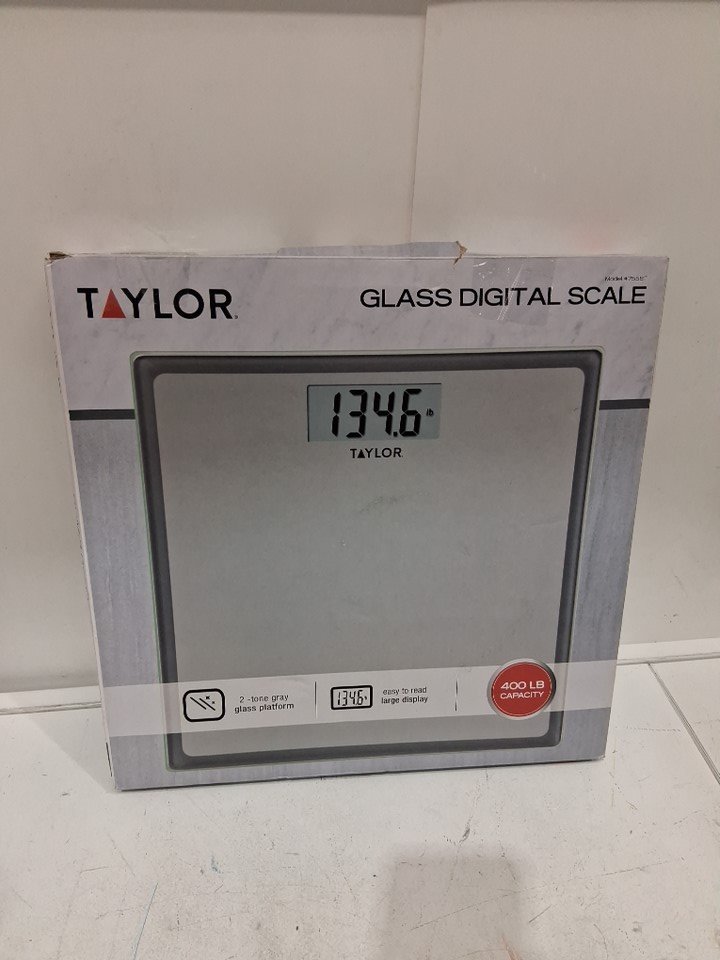 TAYLOR
GLASS DIGITAL SCALE
134.6 lb
TAYLOR
2 -tone gray
glass platform
134.6
easy to read
large display
400 LB
CAPACITY